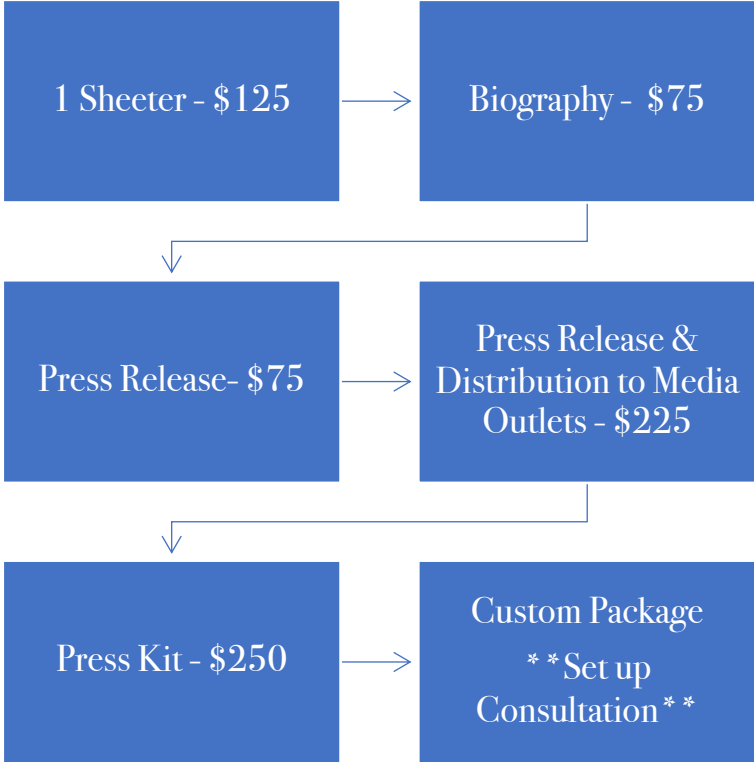 1 Sheeter - $125
Biography - $75
Press Release- $75
Press Release &
Distribution to Media
Outlets - $225
Press Kit - $250
Custom Package
**Set up
Consultation**